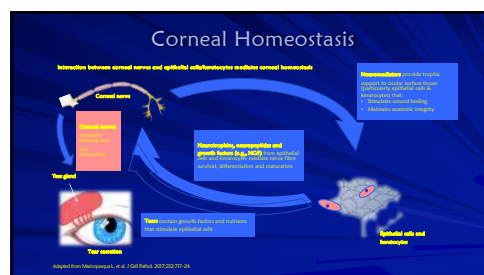 Corneal Homeostasis
Interaction between corneal nerves and epithelial cells/keratocytes mediates corneal homeostasis
Corneal nerve
Neuromediators provide trophic
support to ocular surface tissues
(particularly epithelial cells &
keratocytes) that:
• Stimulates wound healing
• Maintains anatomic integrity
Corneal nerves
stimulate
blinking and
tear
production
Neurotrophins, neuropeptides and
growth factors (e.g., NGF) from epithelial
cells and keratocytes mediate nerve fibre
survival, differentiation and maturation
Tear gland
Tears contain growth factors and nutrients
that stimulate epithelial cells
Epithelial cells and
keratocytes
Tear secretion
Adapted from Mastropasqua L, et al. J Cell Pathol. 2017;232:717-24.